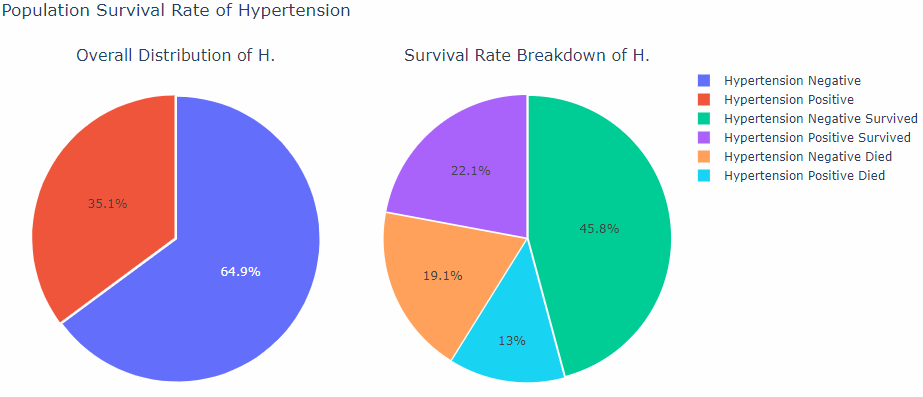 Population Survival Rate of Hypertension
Overall Distribution of H.
Survival Rate Breakdown of H.
Hypertension Negative
Hypertension Positive
Hypertension Negative Survived
Hypertension Positive Survived
Hypertension Negative Died
Hypertension Positive Died
35.1%
64.9%
22.1%
45.8%
19.1%
13%